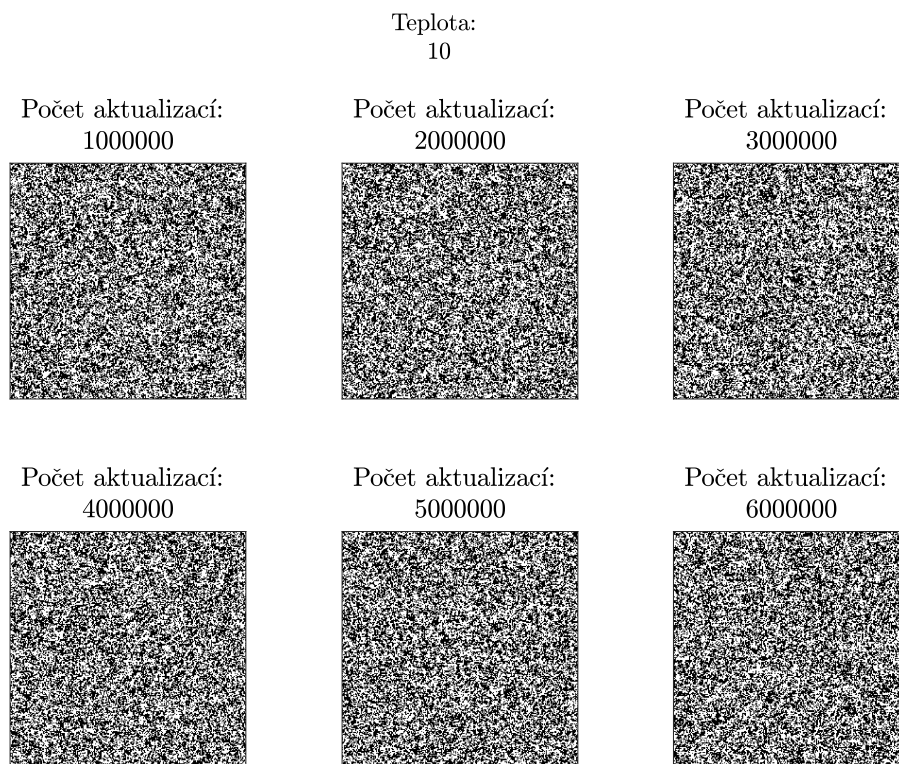 Teplota:
10
Počet aktualizací:
1000000
Počet aktualizací:
2000000
Počet aktualizací:
3000000
Počet aktualizací:
4000000
Počet aktualizací:
5000000
Počet aktualizací:
6000000